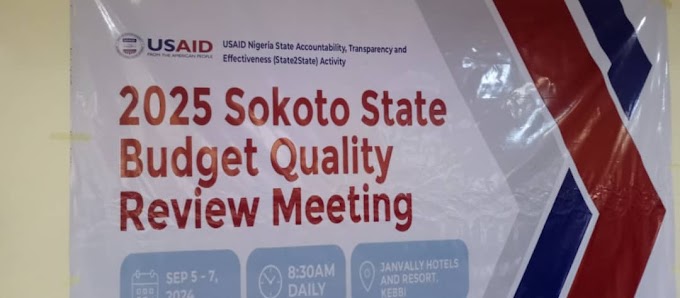 USAID
FROM THE AMERICAN PEOPLE
USAID Nigeria State Accountability, Transparency and
Effectiveness (State2State) Activity
2025 Sokoto State
Budget Quality
Review Meeting
SEP 5 - 7,
2024
8:30AM
DAILY
JANVALLY HOTELS
AND RESORT,
KEBBI